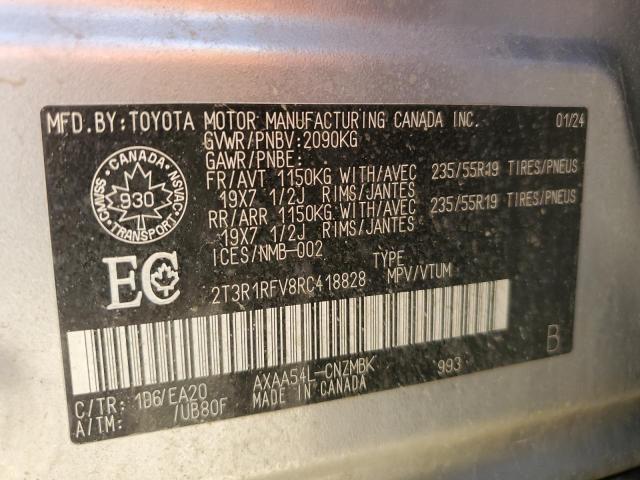 MFD.BY: TOYOTA MOTOR MANUFACTURING CANADA INC. 01/24
GVWR/PNBV: 2090KG
GAWR/PNBE:
FR/AVT 1150KG WITH/AVEC 235/55R19 TIRES/PNEUS
19X7 1/2J RIMS/JANTES
RR/ARR 1150KG WITH/AVEC 235/55R19 TIRES/PNEUS
19X7 1/2J RIMS/JANTES
ICES/NMB-002
CANADA
CMVSS 930 NSVAC
TRANSPORT
EC
TYPE
2T3R1RFV8RC418828 MPV/VTUM
B
C/TR: 1D6/EA20 AXAA54L-CNZMBK 993
A/TM: /UB80F MADE IN CANADA